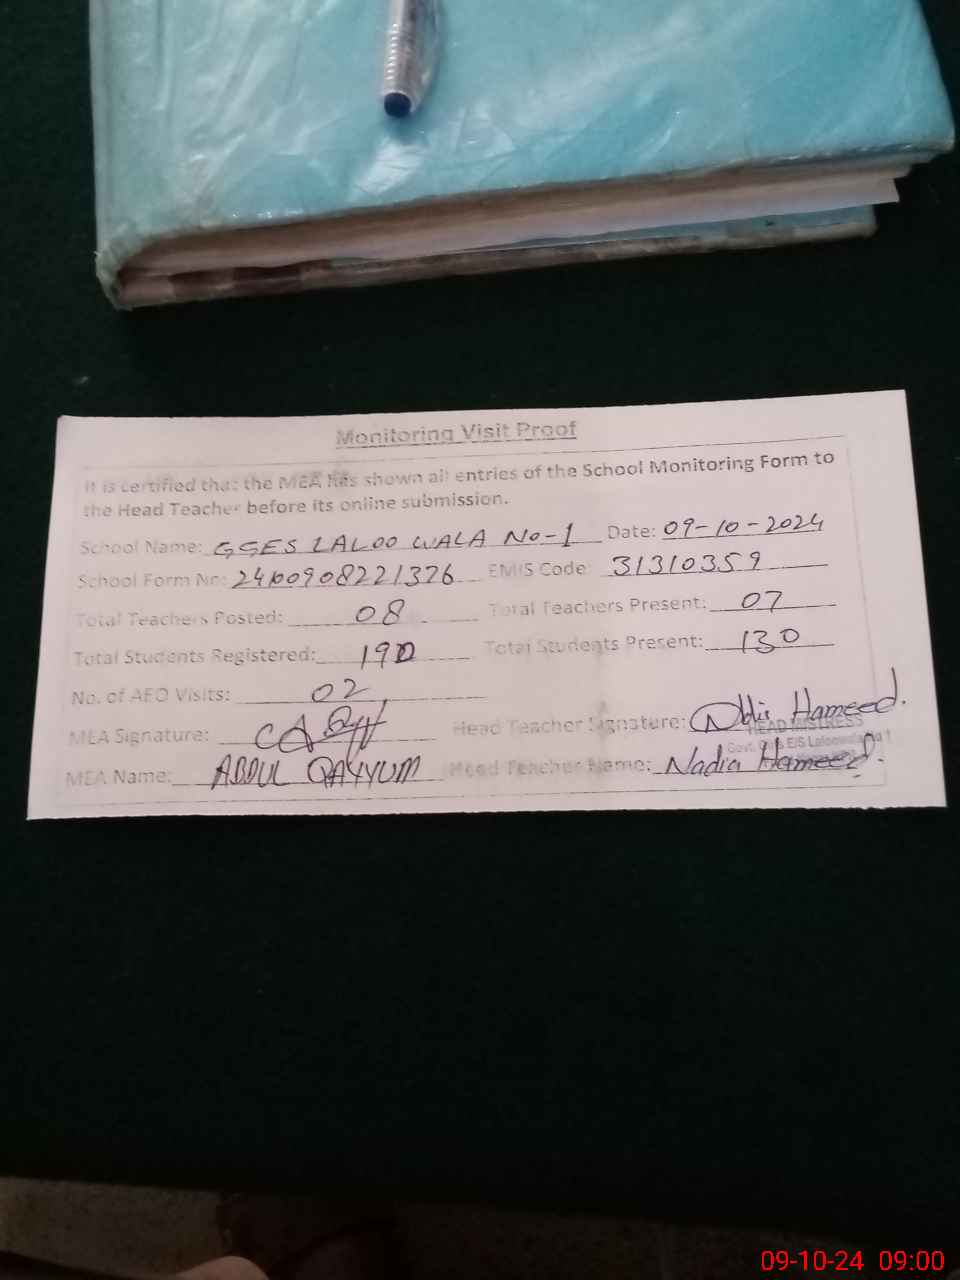 Monitoring Visit Proof
It is certified that the MEA has shown all entries of the School Monitoring Form to
the Head Teacher before its online submission.
School Name: GGES LALOO WALA No-1 Date: 09-10-2024
School Form No: 2410908221326 EMIS Code: 31310359
Total Teachers Posted: 08 Total Teachers Present: 07
Total Students Registered: 190 Total Students Present: 130
No. of AEO Visits: 02
MEA Signature: Head Teacher Signature: Nadia Hameed.
HEAD MISTRESS
Govt. E/S
MEA Name: ABDUL QAYYUM Head Teacher Name: Nadia Hameed.
09-10-24 09:00